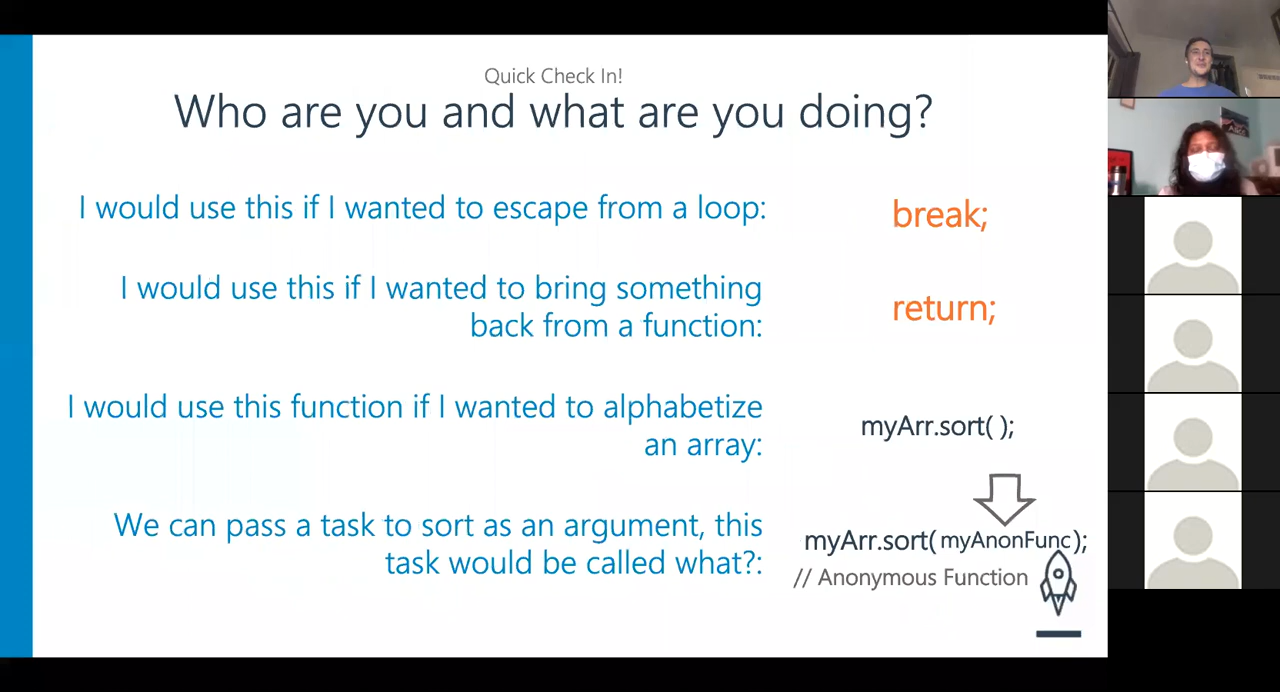 Quick Check In!
Who are you and what are you doing?
I would use this if I wanted to escape from a loop:
break;
I would use this if I wanted to bring something
back from a function:
return;
I would use this function if I wanted to alphabetize
an array:
myArr.sort( );
We can pass a task to sort as an argument, this
task would be called what?:
myArr.sort( myAnonFunc );
// Anonymous Function